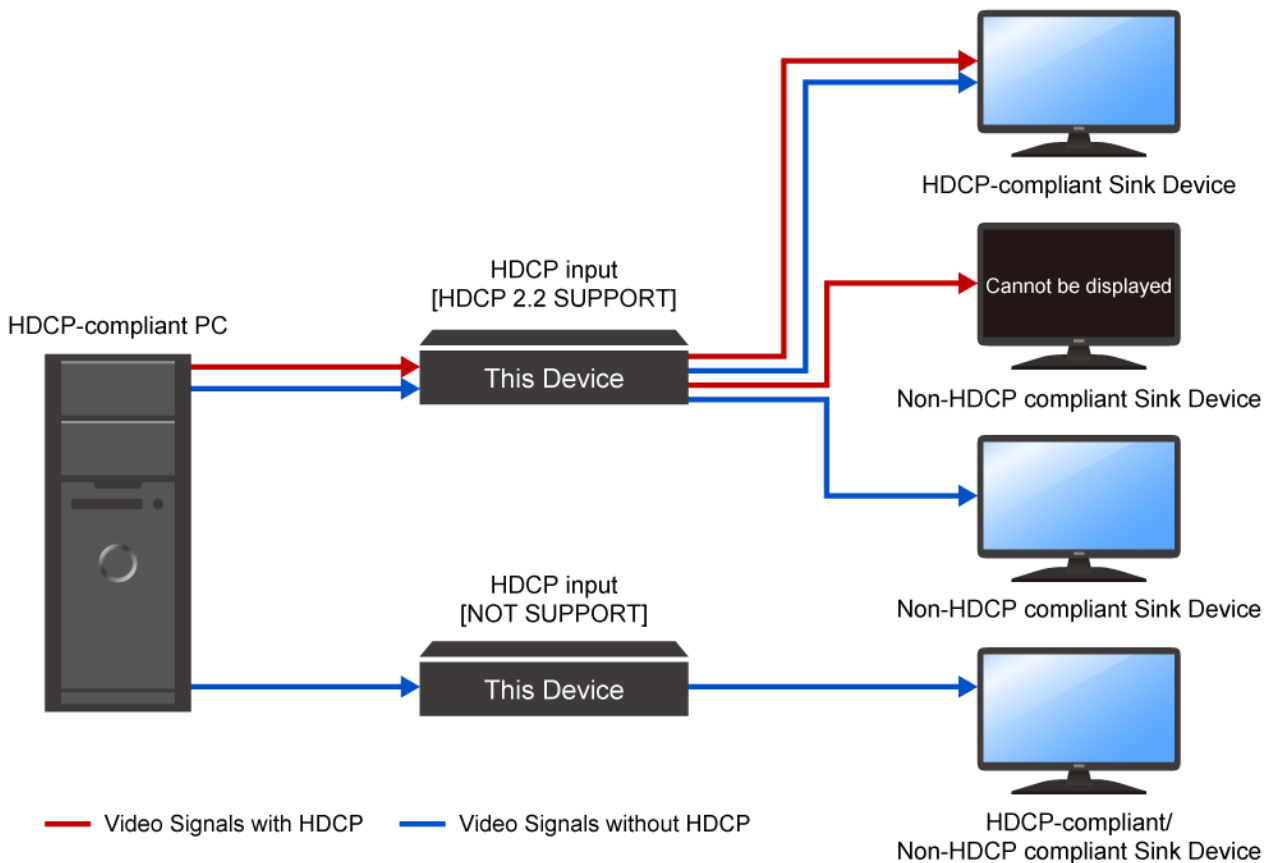 HDCP-compliant Sink Device
HDCP input
[HDCP 2.2 SUPPORT]
Cannot be displayed
HDCP-compliant PC
This Device
Non-HDCP compliant Sink Device
HDCP input
[NOT SUPPORT]
Non-HDCP compliant Sink Device
This Device
Video Signals with HDCP
Video Signals without HDCP
HDCP-compliant/
Non-HDCP compliant Sink Device